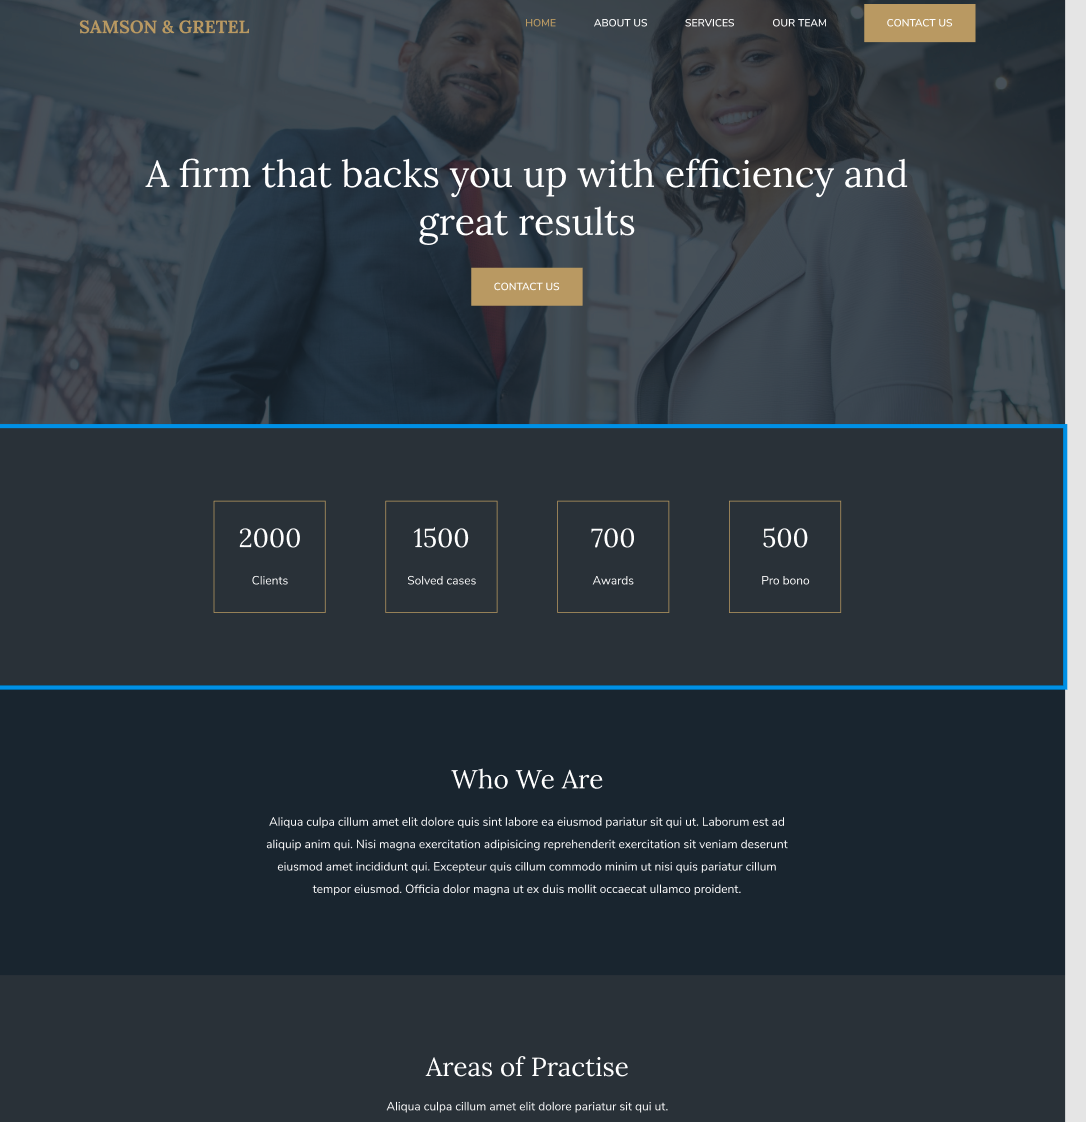 SAMSON & GRETEL
HOME
ABOUT US
SERVICES
OUR TEAM
CONTACT US
A firm that backs you up with efficiency and
great results
CONTACT US
2000
Clients
1500
Solved cases
700
Awards
500
Pro bono
Who We Are
Aliqua culpa cillum amet elit dolore quis sint labore ea eiusmod pariatur sit qui ut. Laborum est ad
aliquip anim qui. Nisi magna exercitation adipisicing reprehenderit exercitation sit veniam deserunt
eiusmod amet incididunt qui. Excepteur quis cillum commodo minim ut nisi quis pariatur cillum
tempor eiusmod. Officia dolor magna ut ex duis mollit occaecat ullamco proident.
Areas of Practise
Aliqua culpa cillum amet elit dolore pariatur sit qui ut.